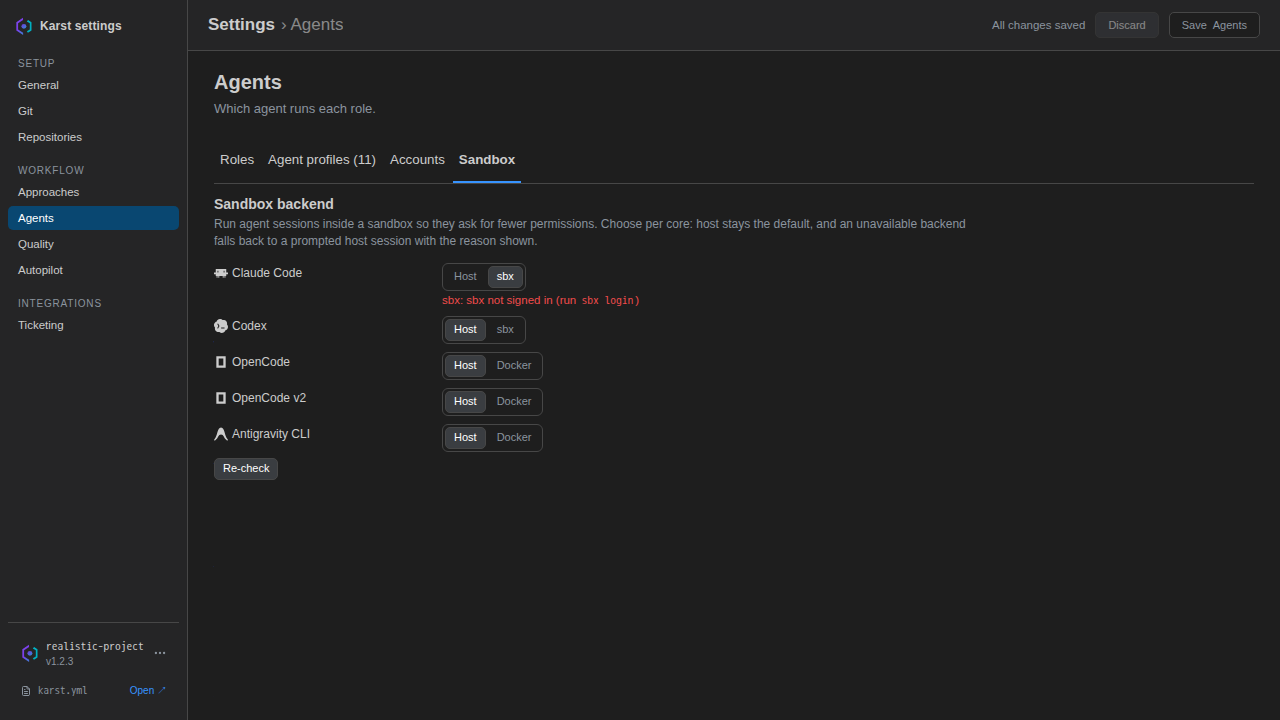 Karst settings
SETUP
General
Git
Repositories
WORKFLOW
Approaches
Agents
Quality
Autopilot
INTEGRATIONS
Ticketing
realistic-project
v1.2.3
karst.yml
Open ↗
Settings › Agents
All changes saved
Discard
Save Agents
Agents
Which agent runs each role.
Roles
Agent profiles (11)
Accounts
Sandbox
Sandbox backend
Run agent sessions inside a sandbox so they ask for fewer permissions. Choose per core: host stays the default, and an unavailable backend
falls back to a prompted host session with the reason shown.
Claude Code
Host
sbx
sbx: sbx not signed in (run sbx login)
Codex
Host
sbx
OpenCode
Host
Docker
OpenCode v2
Host
Docker
Antigravity CLI
Host
Docker
Re-check